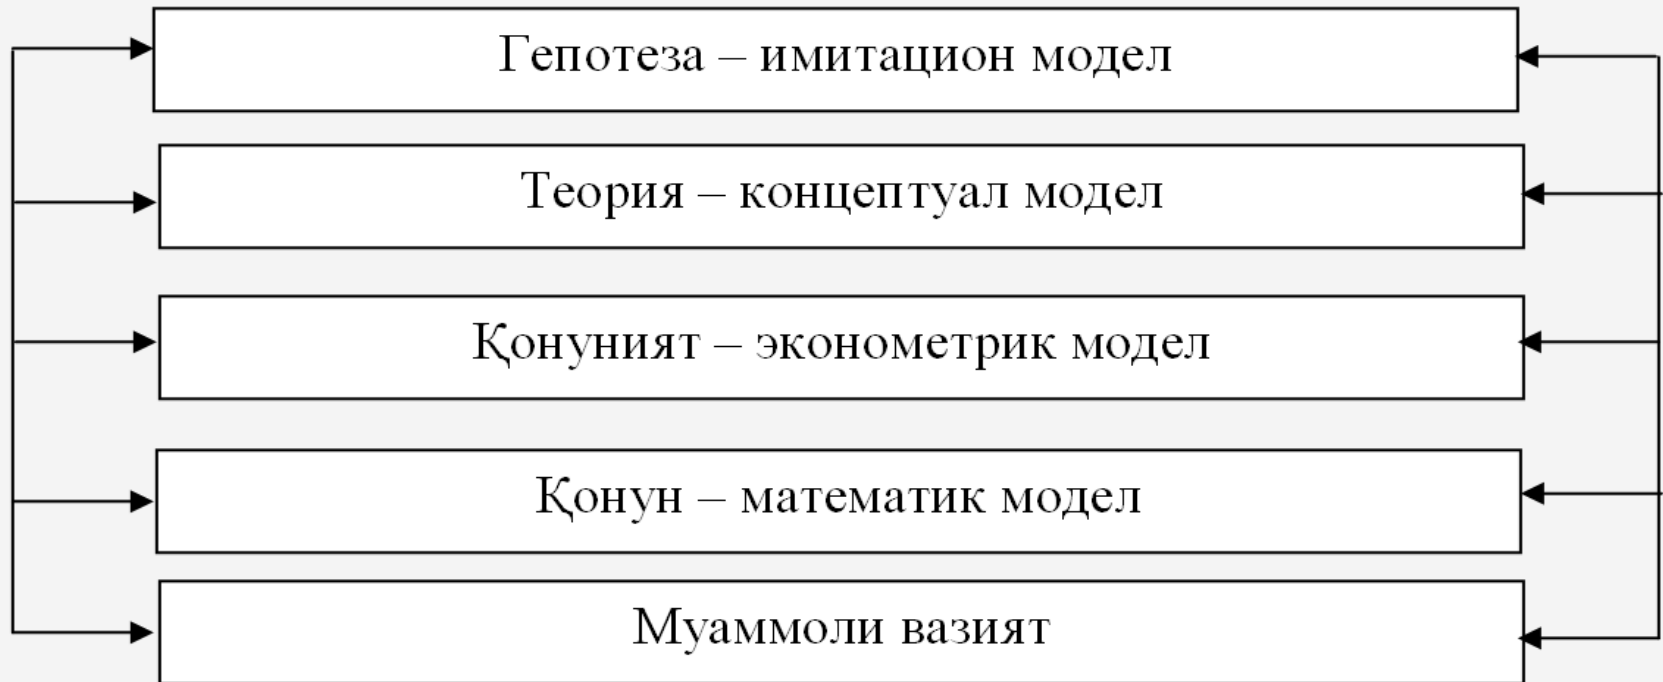 Гепотеза – имитацион модел
Теория – концептуал модел
Қонуният – эконометрик модел
Қонун – математик модел
Муаммоли вазият